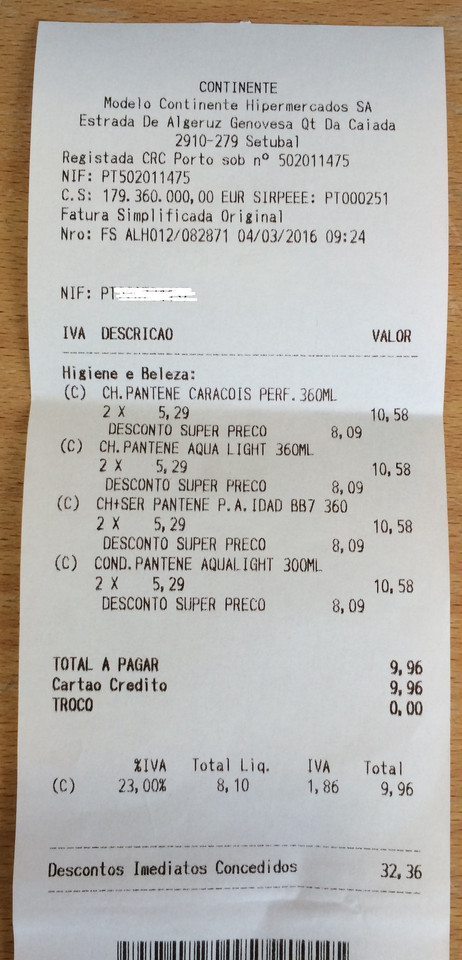 CONTINENTE
Modelo Continente Hipermercados SA
Estrada De Algeruz Genovesa Qt Da Caiada
2910-279 Setubal
Registada CRC Porto sob nº 502011475
NIF: PT502011475
C.S: 179.360.000,00 EUR SIRPEEE: PT000251
Fatura Simplificada Original
Nro: FS ALH012/082871 04/03/2016 09:24
NIF: PT
IVA DESCRICAO VALOR
Higiene e Beleza:
(C) CH.PANTENE CARACOIS PERF.360ML
2 X 5,29 10,58
DESCONTO SUPER PRECO 8,09
(C) CH.PANTENE AQUA LIGHT 360ML
2 X 5,29 10,58
DESCONTO SUPER PRECO 8,09
(C) CH+SER PANTENE P.A.IDAD BB7 360
2 X 5,29 10,58
DESCONTO SUPER PRECO 8,09
(C) COND.PANTENE AQUALIGHT 300ML
2 X 5,29 10,58
DESCONTO SUPER PRECO 8,09
TOTAL A PAGAR 9,96
Cartao Credito 9,96
TROCO 0,00
%IVA Total Liq. IVA Total
(C) 23,00% 8,10 1,86 9,96
Descontos Imediatos Concedidos 32,36